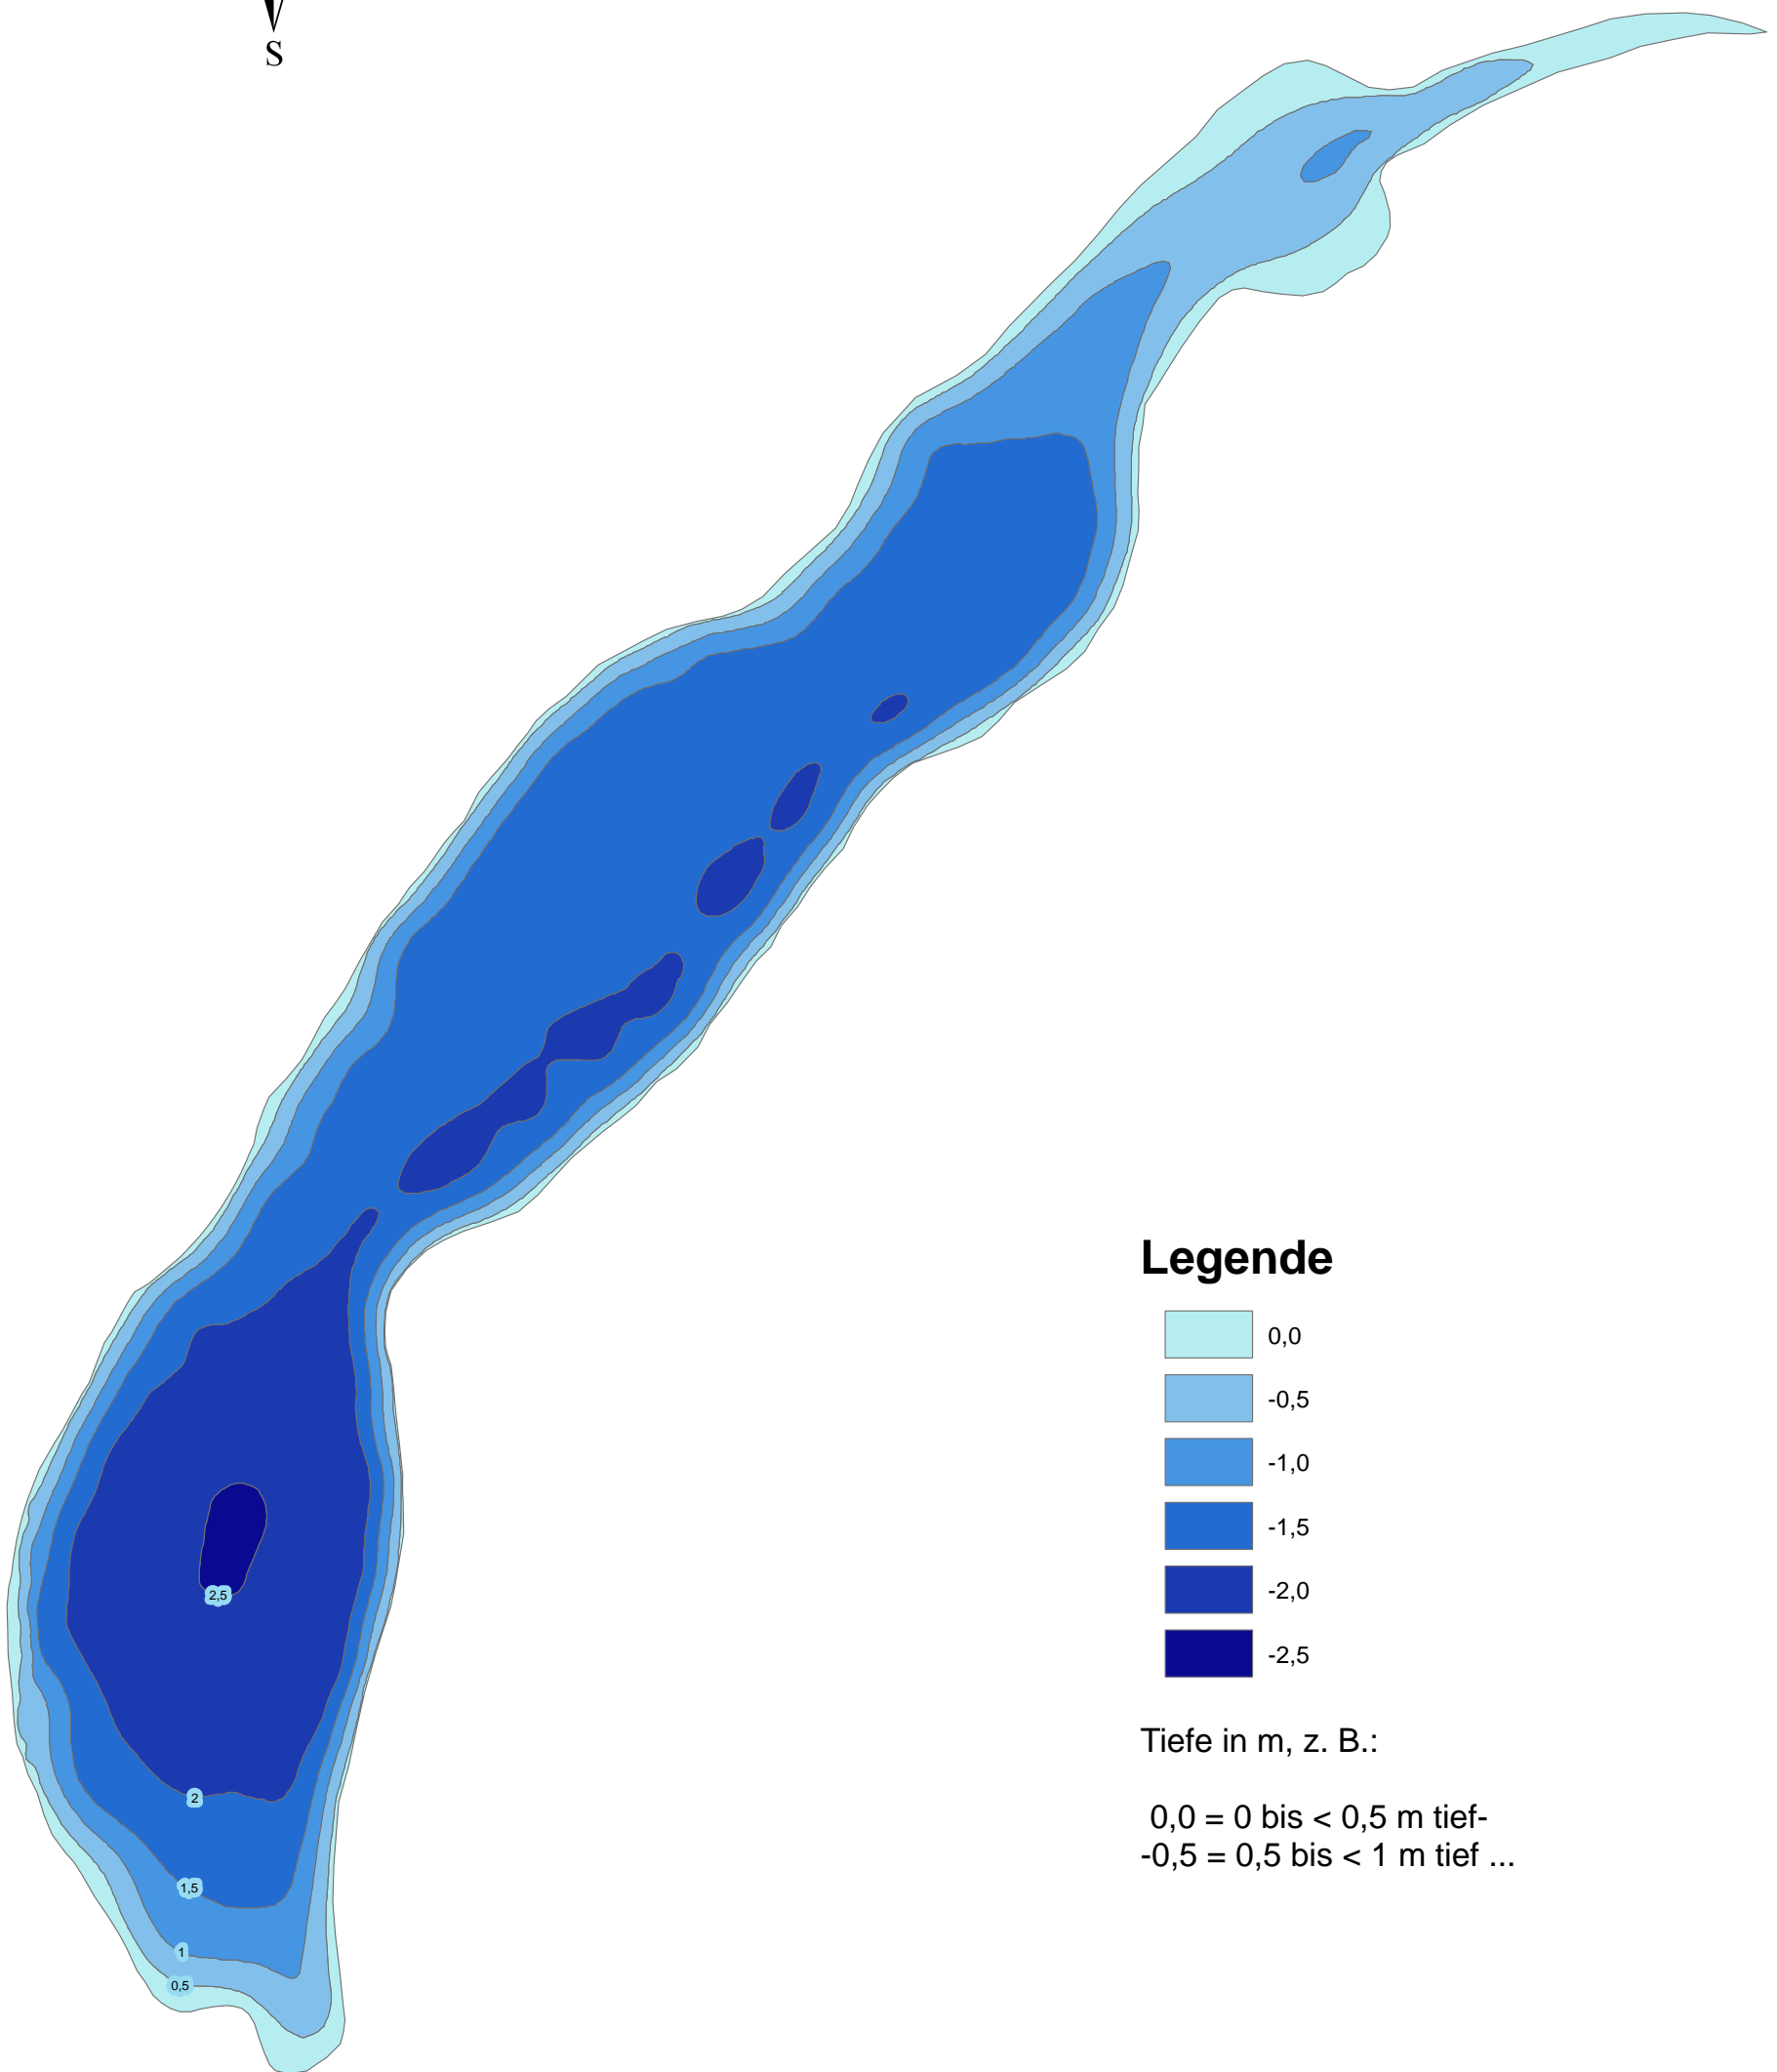 S
Legende
0,0
-0,5
-1,0
-1,5
-2,0
-2,5
Tiefe in m, z. B.:
0,0 = 0 bis < 0,5 m tief-
-0,5 = 0,5 bis < 1 m tief ...
2,5
2
1,5
1
0,5